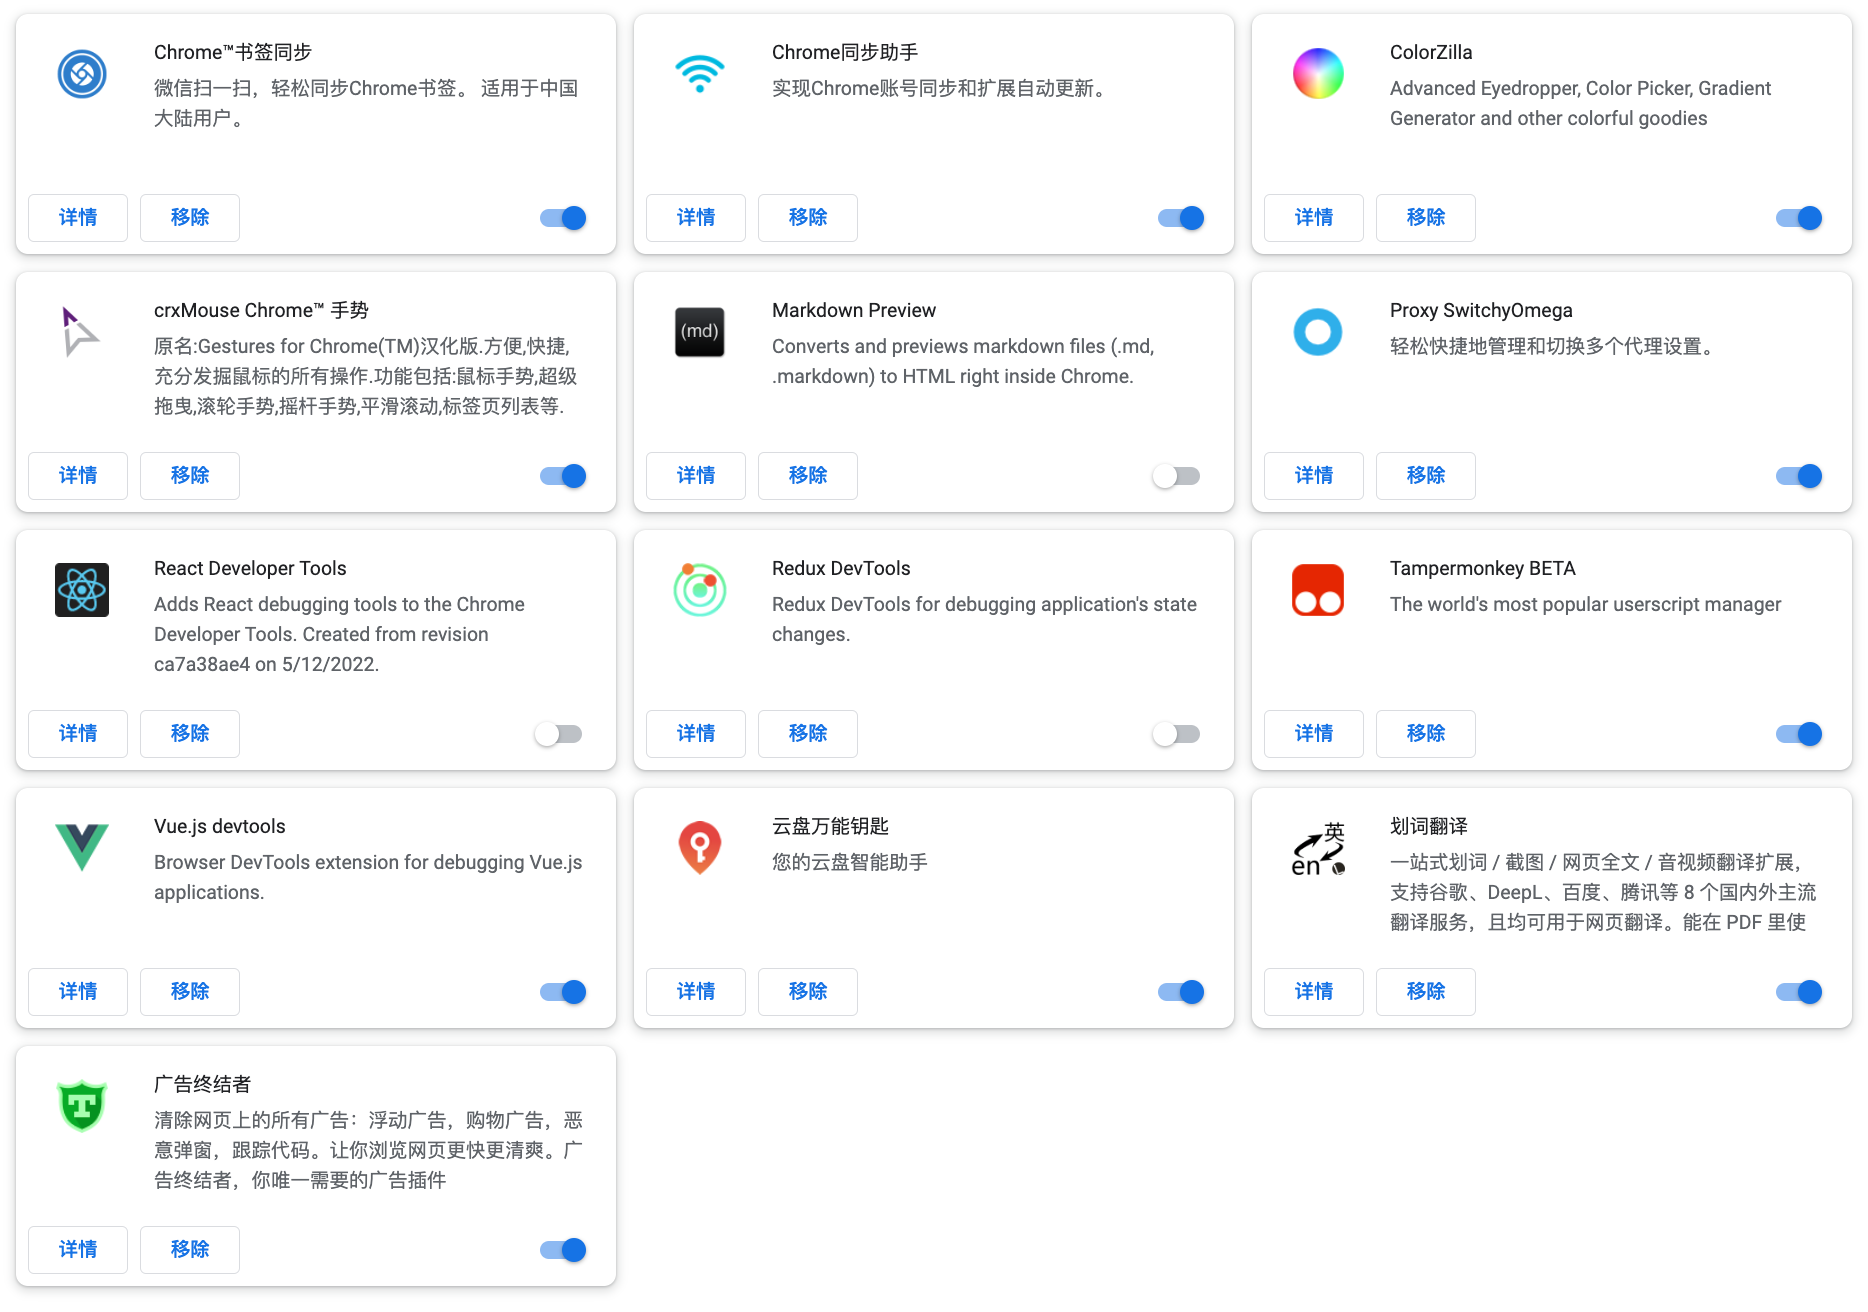 Chrome™书签同步
微信扫一扫，轻松同步Chrome书签。 适用于中国
大陆用户。
详情
移除
Chrome同步助手
实现Chrome账号同步和扩展自动更新。
详情
移除
ColorZilla
Advanced Eyedropper, Color Picker, Gradient
Generator and other colorful goodies
详情
移除
crxMouse Chrome™ 手势
原名:Gestures for Chrome(TM)汉化版.方便,快捷,
充分发掘鼠标的所有操作.功能包括:鼠标手势,超级
拖曳,滚轮手势,摇杆手势,平滑滚动,标签页列表等.
详情
移除
(md)
Markdown Preview
Converts and previews markdown files (.md,
.markdown) to HTML right inside Chrome.
详情
移除
Proxy SwitchyOmega
轻松快捷地管理和切换多个代理设置。
详情
移除
React Developer Tools
Adds React debugging tools to the Chrome
Developer Tools. Created from revision
ca7a38ae4 on 5/12/2022.
详情
移除
Redux DevTools
Redux DevTools for debugging application's state
changes.
详情
移除
Tampermonkey BETA
The world's most popular userscript manager
详情
移除
Vue.js devtools
Browser DevTools extension for debugging Vue.js
applications.
详情
移除
云盘万能钥匙
您的云盘智能助手
详情
移除
英
en
划词翻译
一站式划词 / 截图 / 网页全文 / 音视频翻译扩展，
支持谷歌、DeepL、百度、腾讯等 8 个国内外主流
翻译服务，且均可用于网页翻译。能在 PDF 里使
详情
移除
T
广告终结者
清除网页上的所有广告：浮动广告，购物广告，恶
意弹窗，跟踪代码。让你浏览网页更快更清爽。广
告终结者，你唯一需要的广告插件
详情
移除